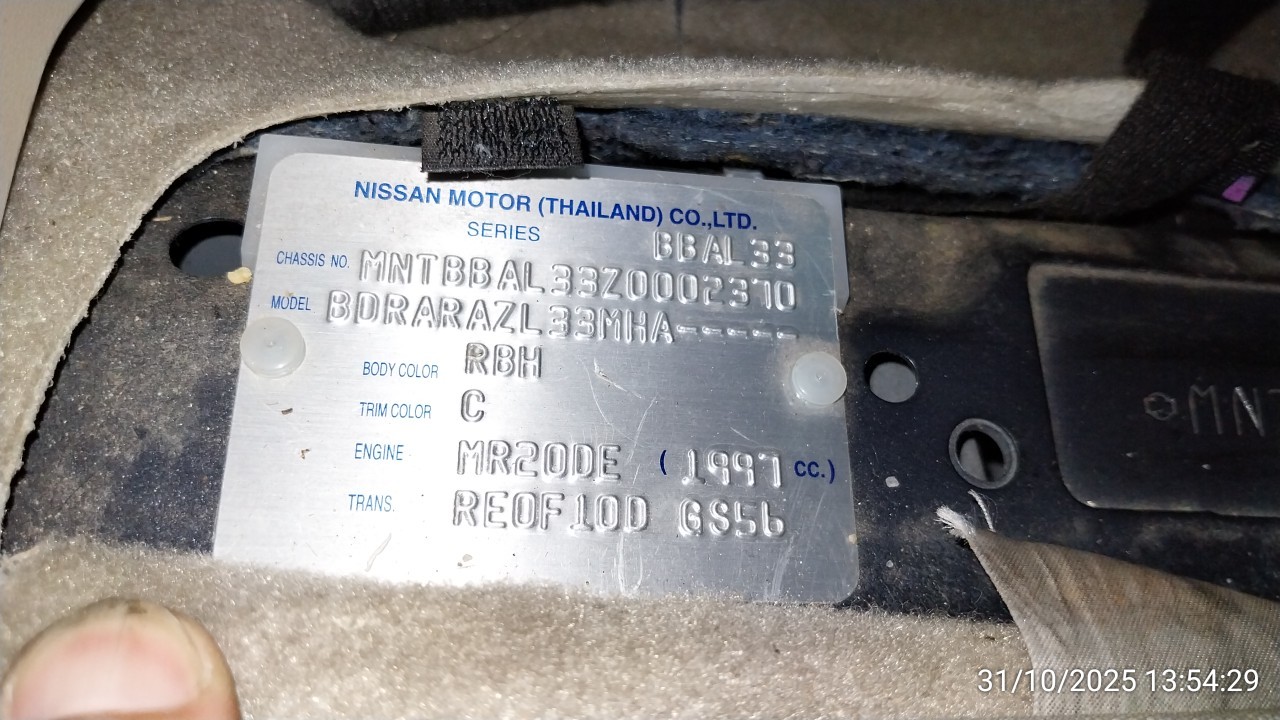 NISSAN MOTOR (THAILAND) CO.,LTD.
SERIES BBAL33
CHASSIS NO. MNTBBAL33Z0002370
MODEL BDRARAZL33MHA-----
BODY COLOR RBH
TRIM COLOR C
ENGINE MR20DE ( 1997 CC.)
TRANS. RE0F10D GS56
MNT
31/10/2025 13:54:29